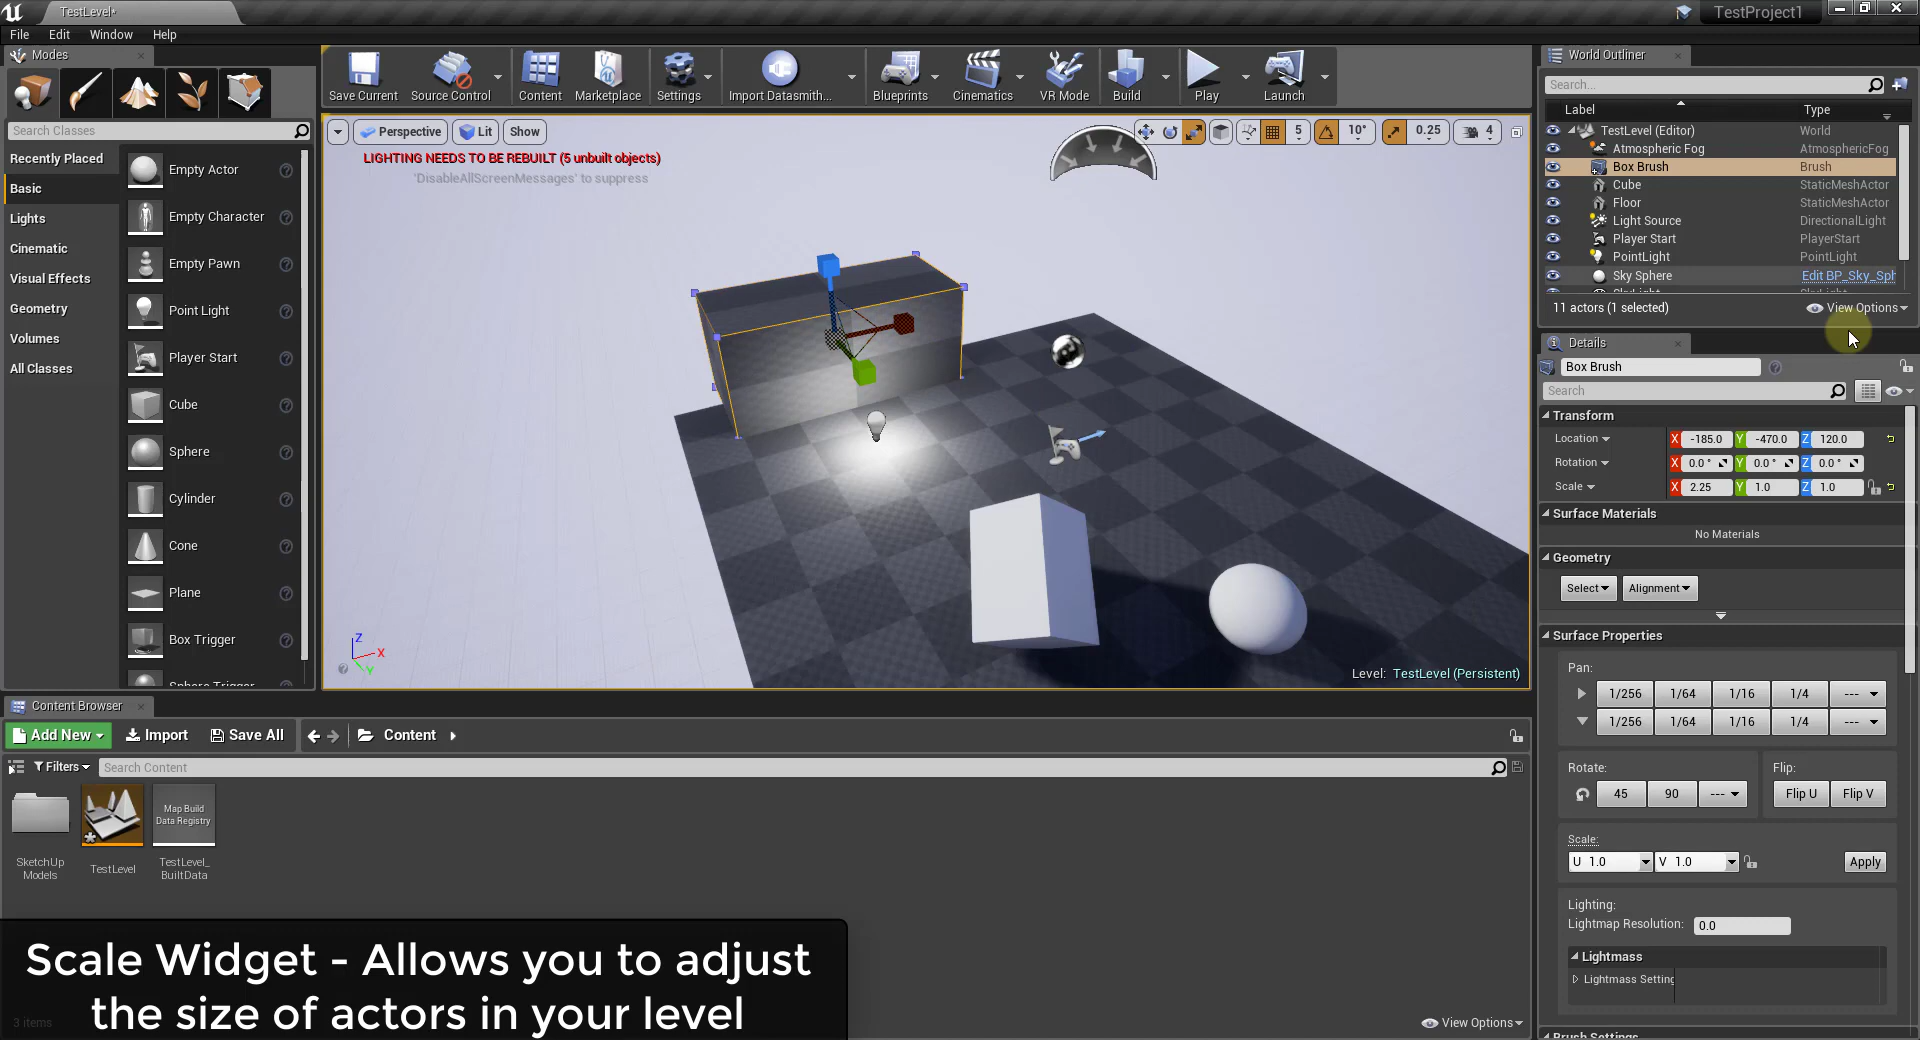 TestLevel*
TestProject1
File Edit Window Help
Modes
Search Classes
Recently Placed
Basic
Lights
Cinematic
Visual Effects
Geometry
Volumes
All Classes
Empty Actor
Empty Character
Empty Pawn
Point Light
Player Start
Cube
Sphere
Cylinder
Cone
Plane
Box Trigger
Sphere Trigger
Save Current
Source Control
Content
Marketplace
Settings
Import Datasmith...
Blueprints
Cinematics
VR Mode
Build
Play
Launch
Perspective Lit Show
5 10° 0.25 4
LIGHTING NEEDS TO BE REBUILT (5 unbuilt objects)
'DisableAllScreenMessages' to suppress
Z
X
Y
Level: TestLevel (Persistent)
World Outliner
Search...
Label Type
TestLevel (Editor) World
Atmospheric Fog AtmosphericFog
Box Brush Brush
Cube StaticMeshActor
Floor StaticMeshActor
Light Source DirectionalLight
Player Start PlayerStart
PointLight PointLight
Sky Sphere Edit BP_Sky_Sph
11 actors (1 selected) View Options
Details
Box Brush
Search
Transform
Location X -185.0 Y -470.0 Z 120.0
Rotation X 0.0 ° Y 0.0 ° Z 0.0 °
Scale X 2.25 Y 1.0 Z 1.0
Surface Materials
No Materials
Geometry
Select Alignment
Surface Properties
Pan:
1/256 1/64 1/16 1/4 ---
1/256 1/64 1/16 1/4 ---
Rotate: Flip:
45 90 --- Flip U Flip V
Scale:
U 1.0 V 1.0 Apply
Lighting:
Lightmap Resolution: 0.0
Lightmass
Lightmass Setting
Brush Settings
Content Browser
Add New Import Save All Content
Filters Search Content
SketchUp
Models
TestLevel
Map Build
Data Registry
TestLevel_
BuiltData
3 items
View Options
Scale Widget - Allows you to adjust
the size of actors in your level